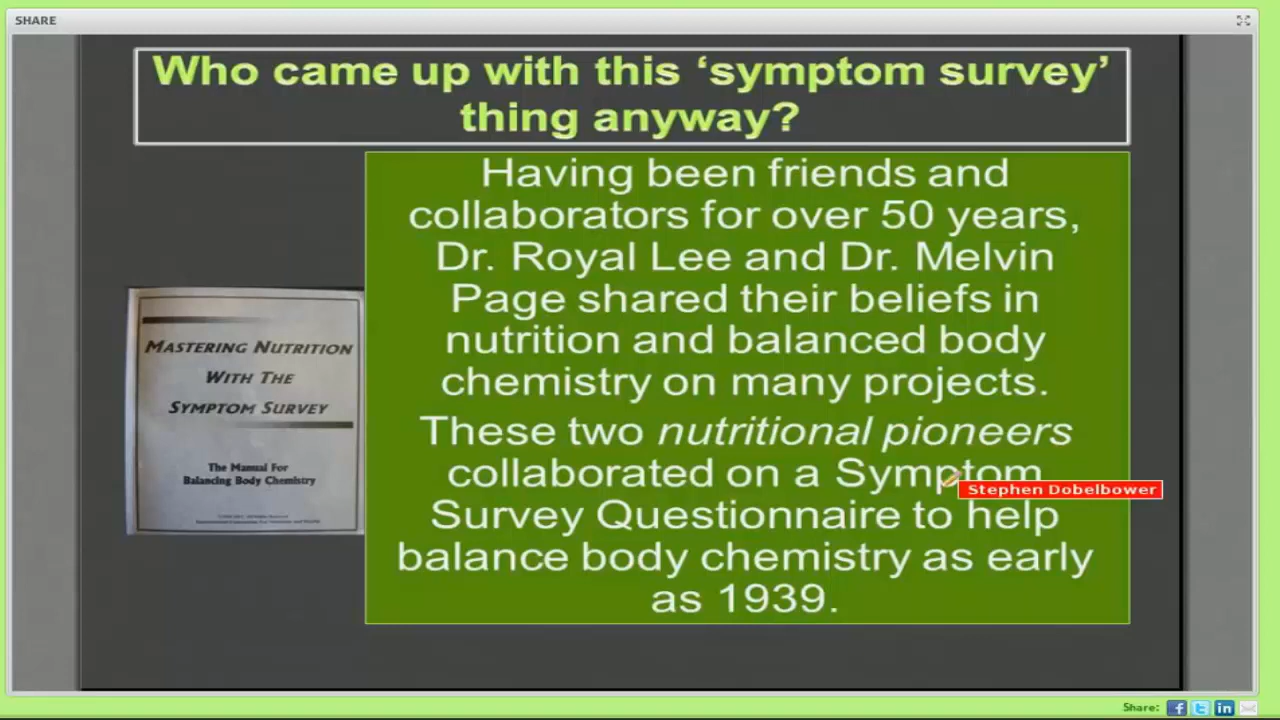 SHARE
Who came up with this ‘symptom survey’
thing anyway?
Having been friends and
collaborators for over 50 years,
Dr. Royal Lee and Dr. Melvin
Page shared their beliefs in
nutrition and balanced body
chemistry on many projects.
These two nutritional pioneers
collaborated on a Symptom
Survey Questionnaire to help
balance body chemistry as early
as 1939.
Stephen Dobelbower
MASTERING NUTRITION
WITH THE
SYMPTOM SURVEY
The Manual For
Balancing Body Chemistry
Share: